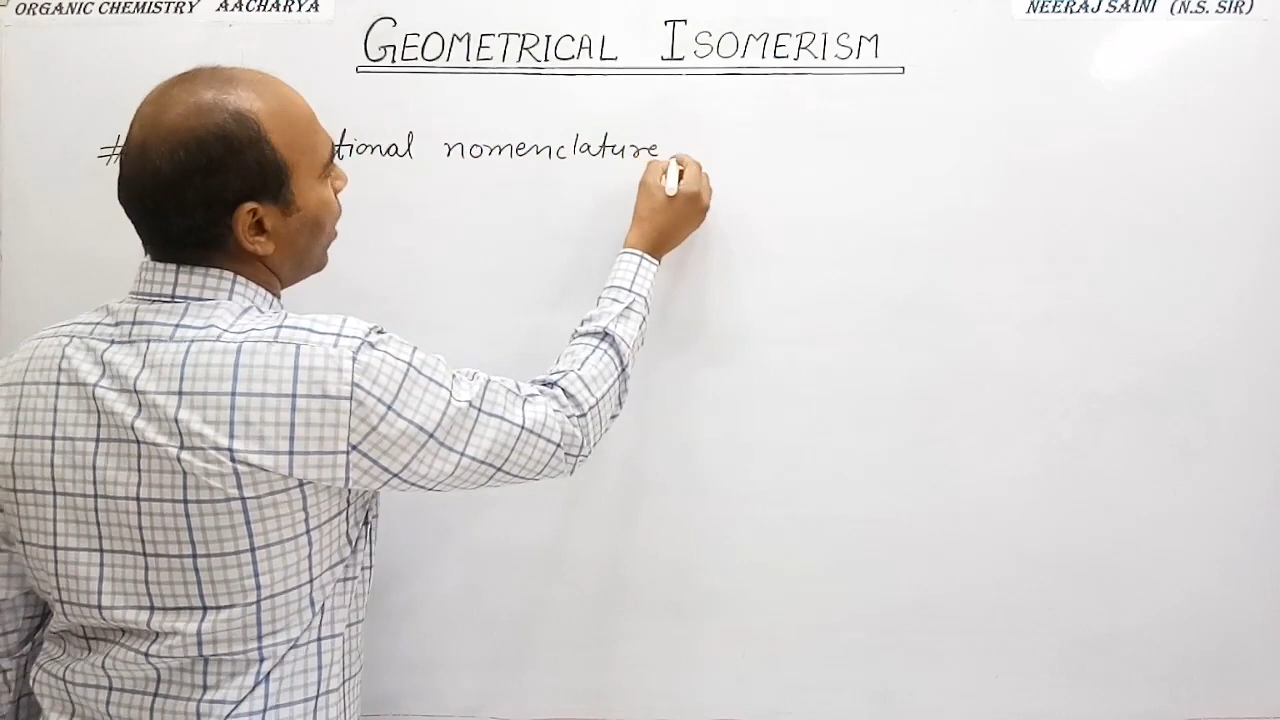 ORGANIC CHEMISTRY AACHARYA
NEERAJ SAINI (N.S. SIR)
GEOMETRICAL ISOMERISM
# tional nomenclature